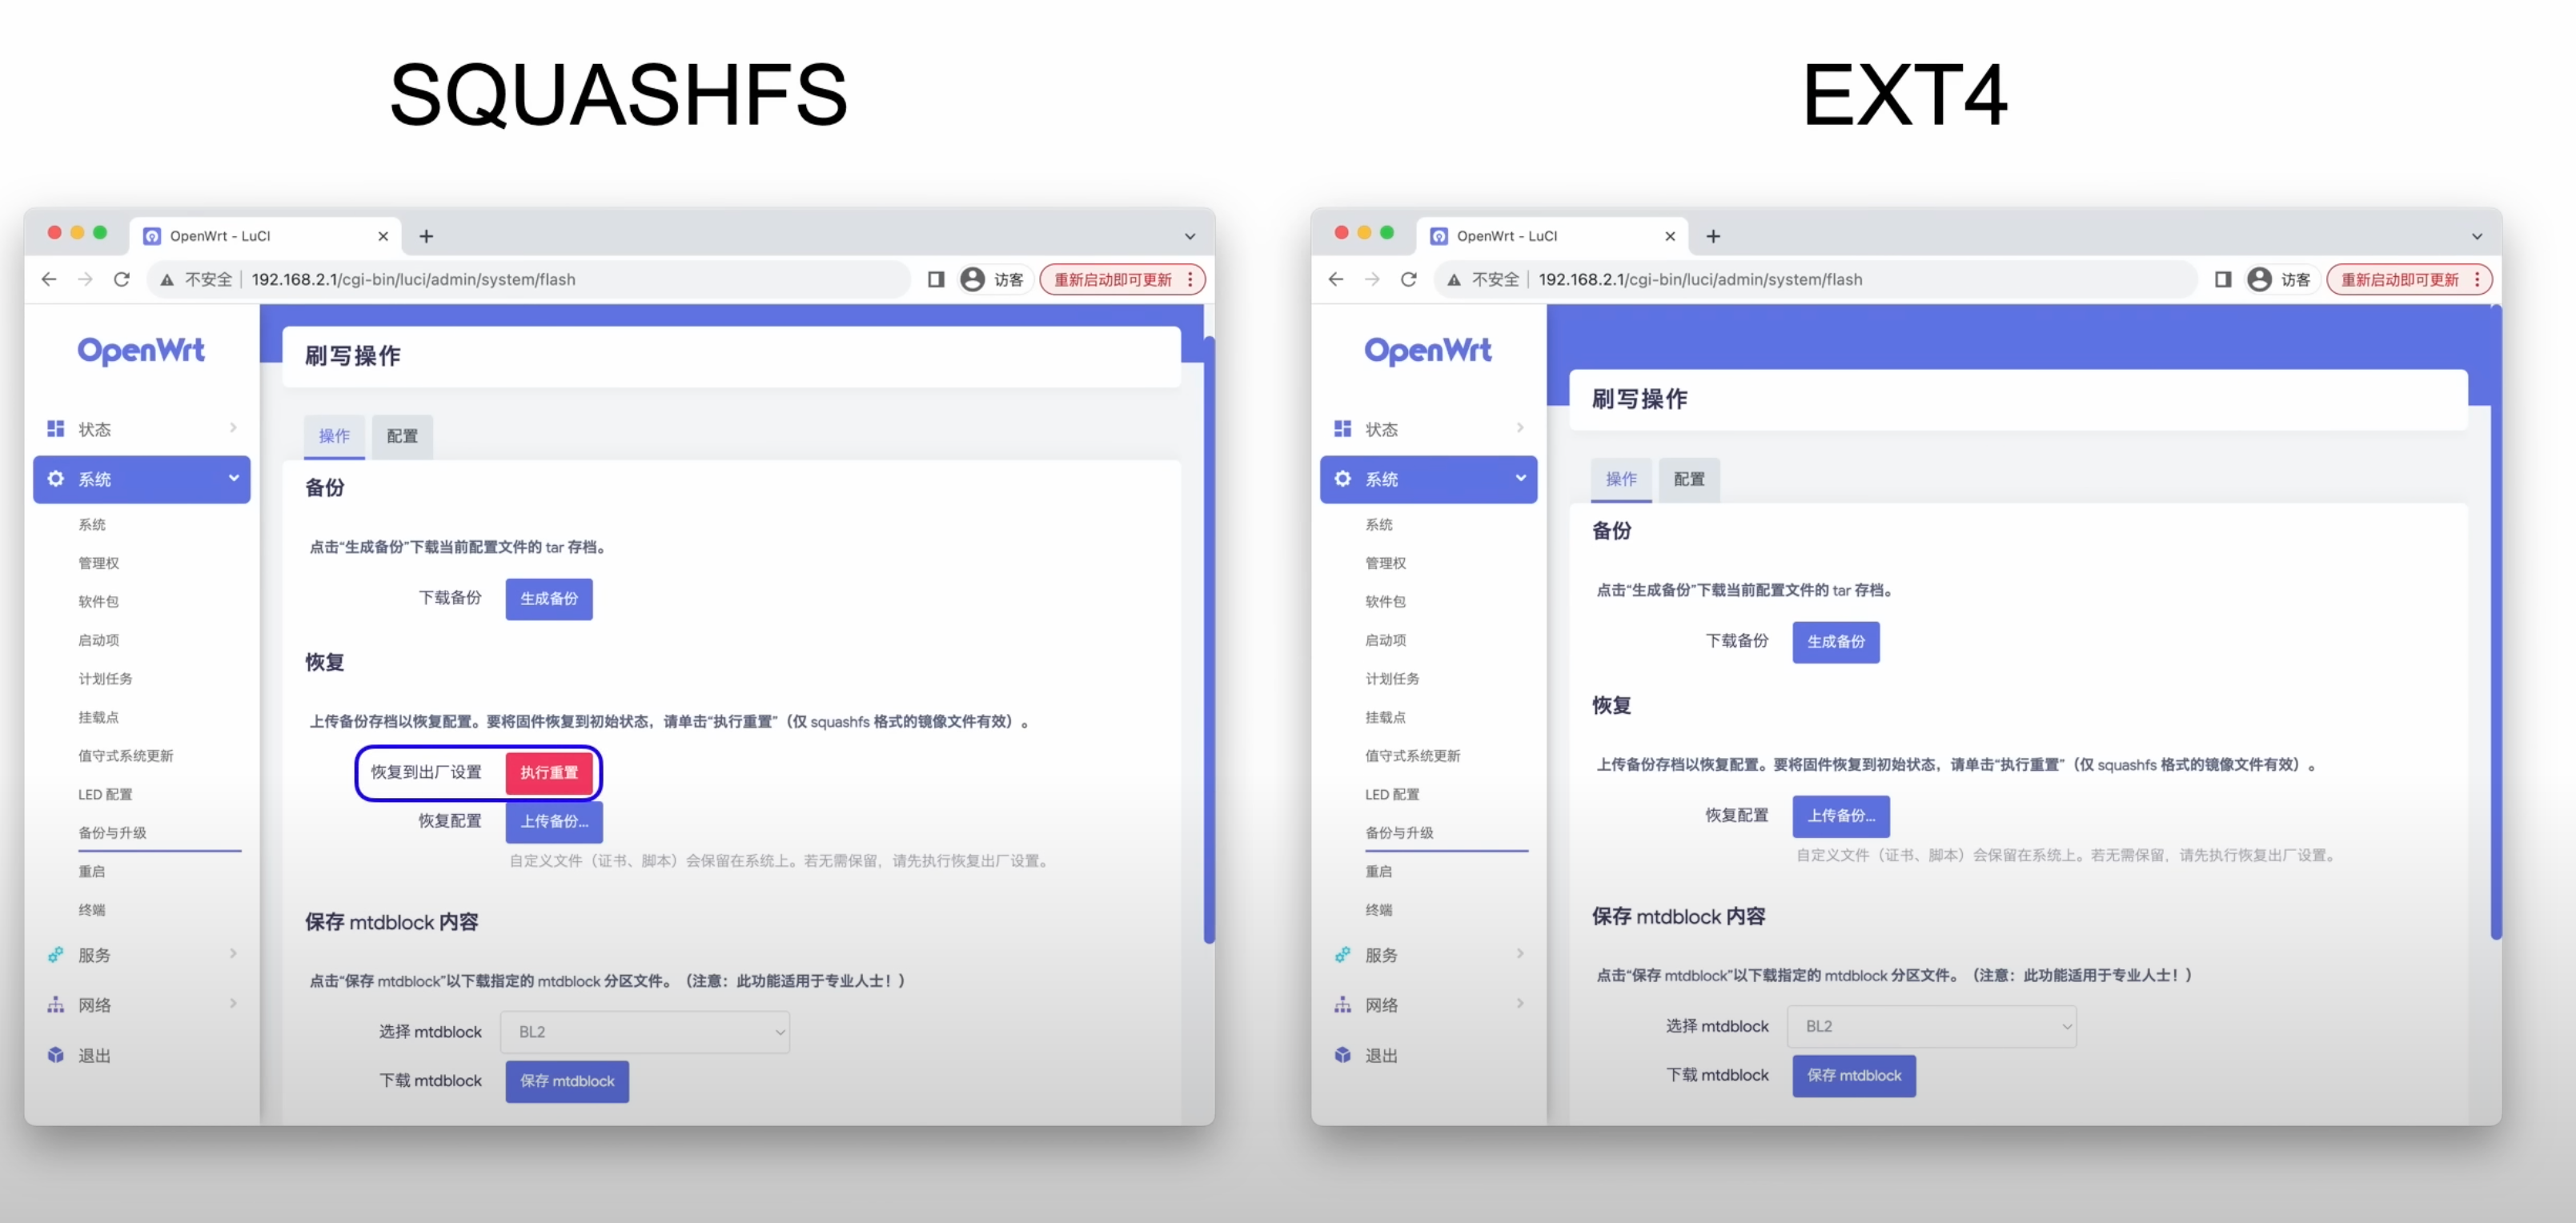 SQUASHFS
OpenWrt - LuCI
不安全 192.168.2.1/cgi-bin/luci/admin/system/flash 访客 重新启动即可更新
OpenWrt
状态
系统
系统
管理权
软件包
启动项
计划任务
挂载点
值守式系统更新
LED 配置
备份与升级
重启
终端
服务
网络
退出
刷写操作
操作 配置
备份
点击“生成备份”下载当前配置文件的 tar 存档。
下载备份 生成备份
恢复
上传备份存档以恢复配置。要将固件恢复到初始状态，请单击“执行重置”（仅 squashfs 格式的镜像文件有效）。
恢复到出厂设置 执行重置
恢复配置 上传备份...
自定义文件（证书、脚本）会保留在系统上。若无需保留，请先执行恢复出厂设置。
保存 mtdblock 内容
点击“保存 mtdblock”以下载指定的 mtdblock 分区文件。（注意：此功能适用于专业人士！）
选择 mtdblock BL2
下载 mtdblock 保存 mtdblock
EXT4
OpenWrt - LuCI
不安全 192.168.2.1/cgi-bin/luci/admin/system/flash 访客 重新启动即可更新
OpenWrt
状态
系统
系统
管理权
软件包
启动项
计划任务
挂载点
值守式系统更新
LED 配置
备份与升级
重启
终端
服务
网络
退出
刷写操作
操作 配置
备份
点击“生成备份”下载当前配置文件的 tar 存档。
下载备份 生成备份
恢复
上传备份存档以恢复配置。要将固件恢复到初始状态，请单击“执行重置”（仅 squashfs 格式的镜像文件有效）。
恢复配置 上传备份...
自定义文件（证书、脚本）会保留在系统上。若无需保留，请先执行恢复出厂设置。
保存 mtdblock 内容
点击“保存 mtdblock”以下载指定的 mtdblock 分区文件。（注意：此功能适用于专业人士！）
选择 mtdblock BL2
下载 mtdblock 保存 mtdblock